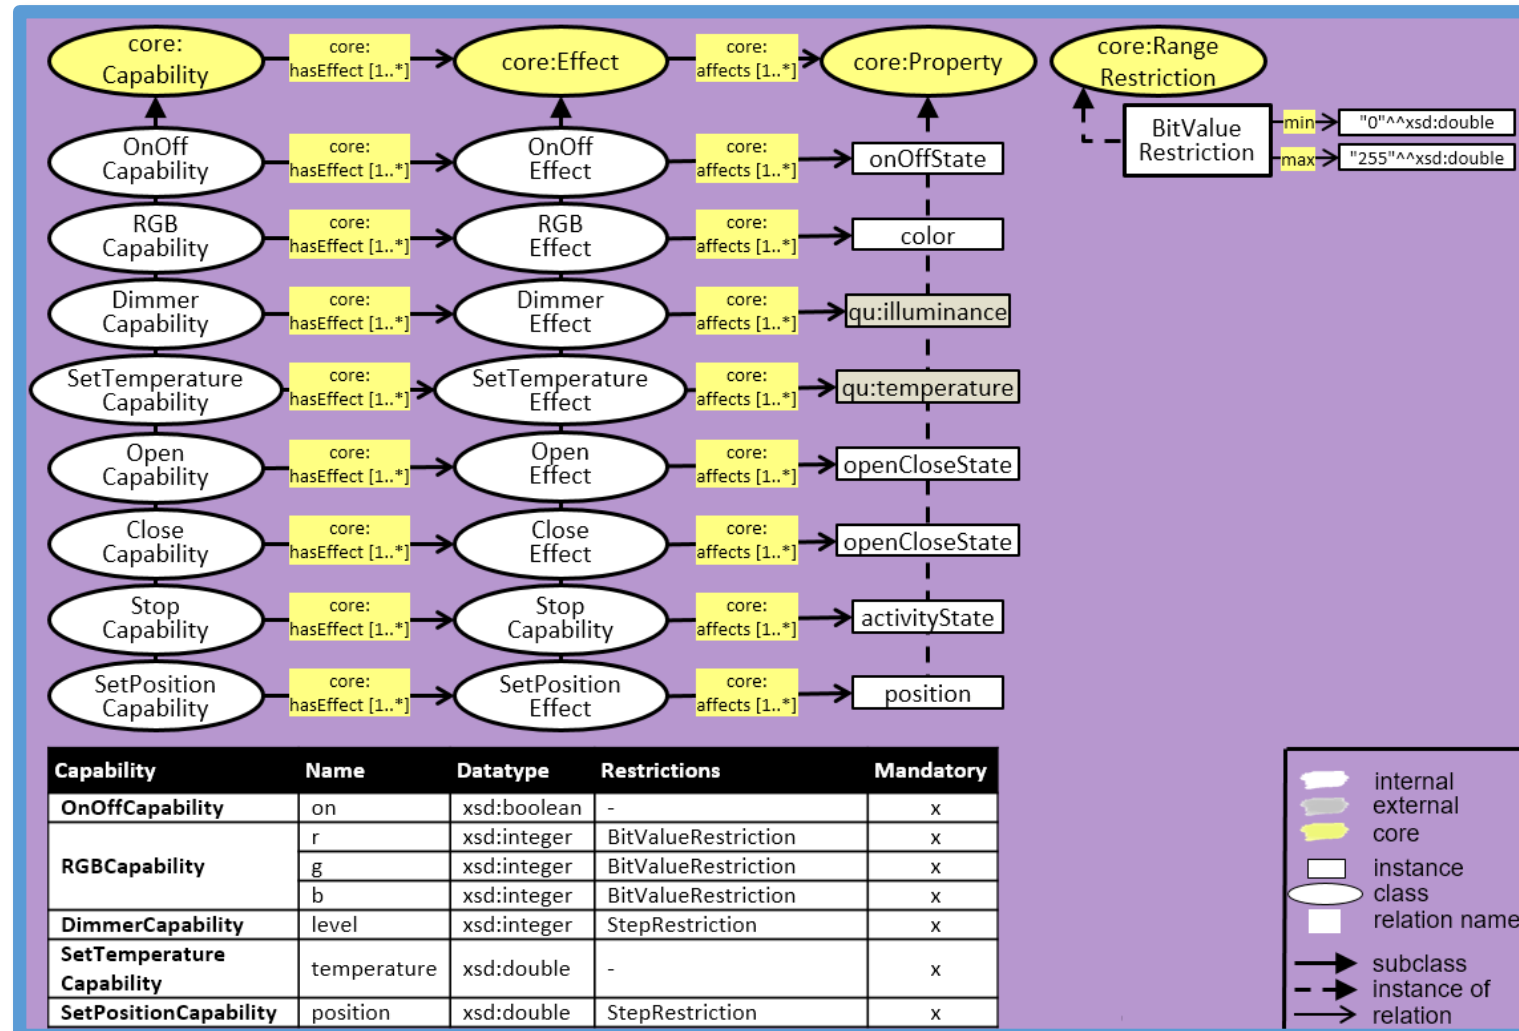 core:
Capability
core:
hasEffect [1..*]
core:Effect
core:
affects [1..*]
core:Property
core:Range
Restriction
BitValue
Restriction
min
"0"^^xsd:double
max
"255"^^xsd:double
OnOff
Capability
core:
hasEffect [1..*]
OnOff
Effect
core:
affects [1..*]
onOffState
RGB
Capability
core:
hasEffect [1..*]
RGB
Effect
core:
affects [1..*]
color
Dimmer
Capability
core:
hasEffect [1..*]
Dimmer
Effect
core:
affects [1..*]
qu:illuminance
SetTemperature
Capability
core:
hasEffect [1..*]
SetTemperature
Effect
core:
affects [1..*]
qu:temperature
Open
Capability
core:
hasEffect [1..*]
Open
Effect
core:
affects [1..*]
openCloseState
Close
Capability
core:
hasEffect [1..*]
Close
Effect
core:
affects [1..*]
openCloseState
Stop
Capability
core:
hasEffect [1..*]
Stop
Capability
core:
affects [1..*]
activityState
SetPosition
Capability
core:
hasEffect [1..*]
SetPosition
Effect
core:
affects [1..*]
position
Capability Name Datatype Restrictions Mandatory
OnOffCapability on xsd:boolean - x
r xsd:integer BitValueRestriction x
RGBCapability g xsd:integer BitValueRestriction x
b xsd:integer BitValueRestriction x
DimmerCapability level xsd:integer StepRestriction x
SetTemperature
Capability temperature xsd:double - x
SetPositionCapability position xsd:double StepRestriction x
internal
external
core
instance
class
relation name
subclass
instance of
relation